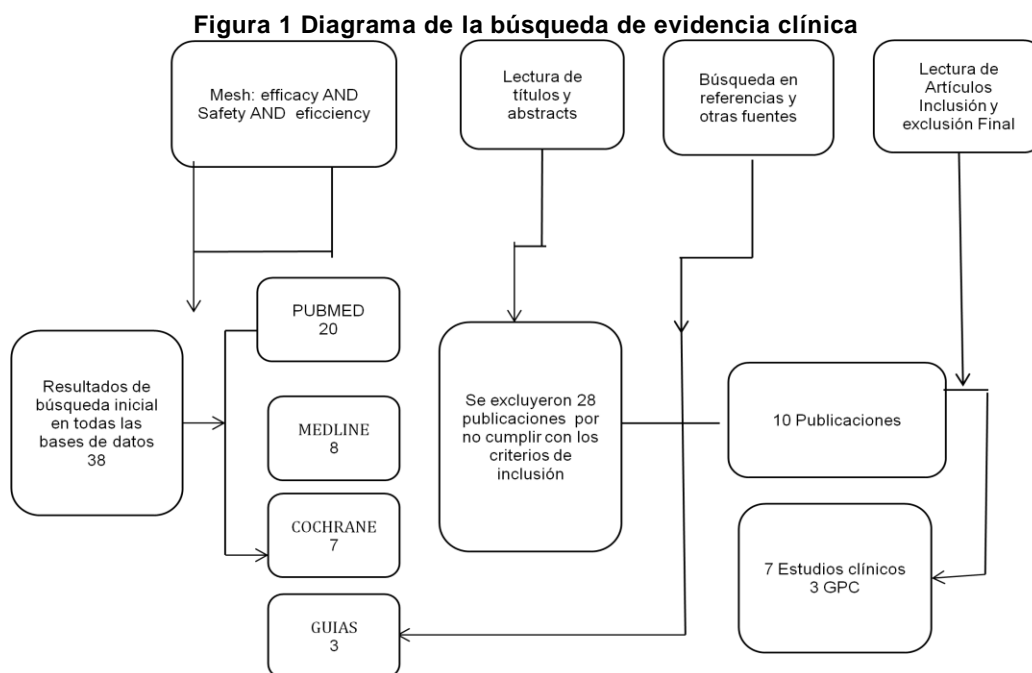 Figura 1 Diagrama de la búsqueda de evidencia clínica
Mesh: efficacy AND
Safety AND eficciency
Lectura de
títulos y
abstracts
Búsqueda en
referencias y
otras fuentes
Lectura de
Artículos
Inclusión y
exclusión Final
Resultados de
búsqueda inicial
en todas las
bases de datos
38
PUBMED
20
MEDLINE
8
COCHRANE
7
GUIAS
3
Se excluyeron 28
publicaciones por
no cumplir con los
criterios de
inclusión
10 Publicaciones
7 Estudios clínicos
3 GPC